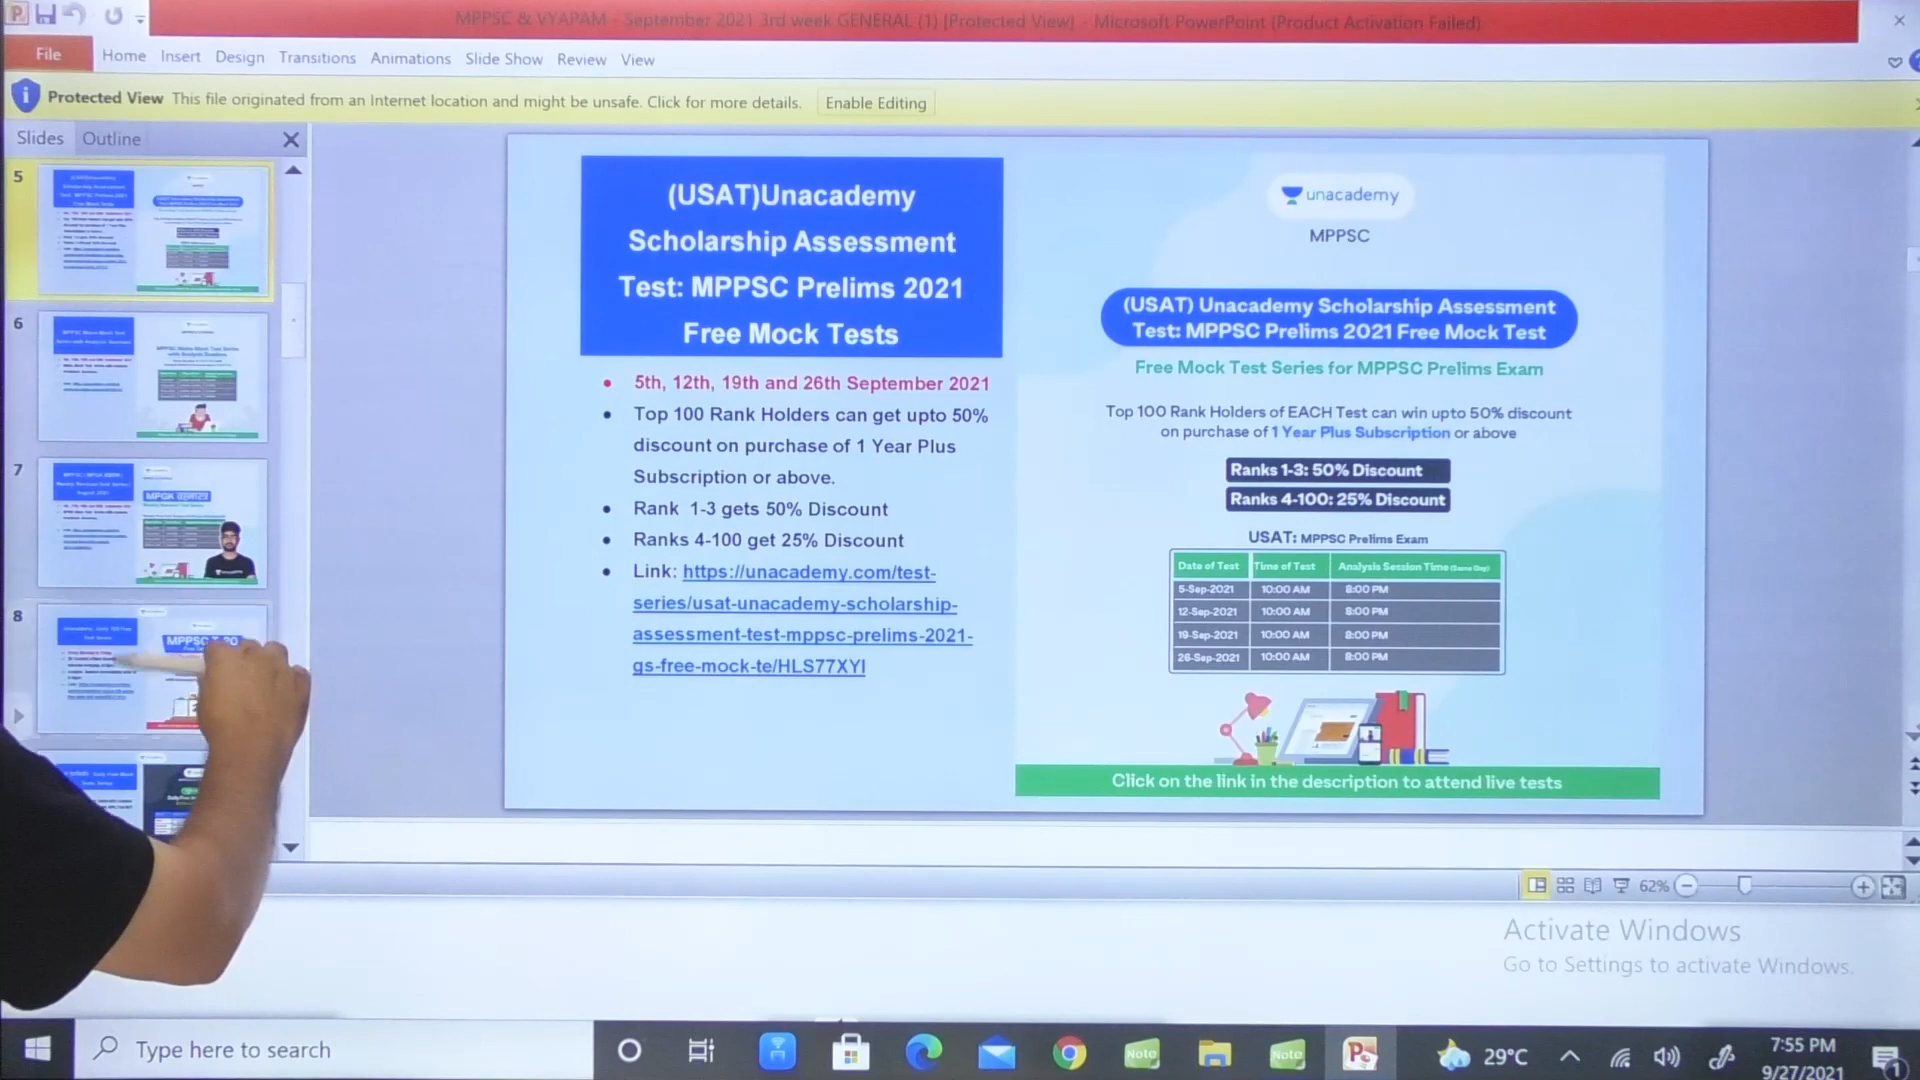 MPPSC & VYAPAM - September 2021 3rd week GENERAL (1) [Protected View] - Microsoft PowerPoint (Product Activation Failed)
File Home Insert Design Transitions Animations Slide Show Review View
Protected View This file originated from an Internet location and might be unsafe. Click for more details. Enable Editing
Slides Outline
5
6
7
MPGK
8
MPPSC T-20
(USAT)Unacademy
Scholarship Assessment
Test: MPPSC Prelims 2021
Free Mock Tests
• 5th, 12th, 19th and 26th September 2021
• Top 100 Rank Holders can get upto 50%
discount on purchase of 1 Year Plus
Subscription or above.
• Rank 1-3 gets 50% Discount
• Ranks 4-100 get 25% Discount
• Link: https://unacademy.com/test-
series/usat-unacademy-scholarship-
assessment-test-mppsc-prelims-2021-
gs-free-mock-te/HLS77XYI
unacademy
MPPSC
(USAT) Unacademy Scholarship Assessment
Test: MPPSC Prelims 2021 Free Mock Test
Free Mock Test Series for MPPSC Prelims Exam
Top 100 Rank Holders of EACH Test can win upto 50% discount
on purchase of 1 Year Plus Subscription or above
Ranks 1-3: 50% Discount
Ranks 4-100: 25% Discount
USAT: MPPSC Prelims Exam
Date of Test Time of Test Analysis Session Time (Same Day)
5-Sep-2021 10:00 AM 8:00 PM
12-Sep-2021 10:00 AM 8:00 PM
19-Sep-2021 10:00 AM 8:00 PM
26-Sep-2021 10:00 AM 8:00 PM
Click on the link in the description to attend live tests
62%
Activate Windows
Go to Settings to activate Windows.
Type here to search
Note
Note
29°C
7:55 PM
9/27/2021
1